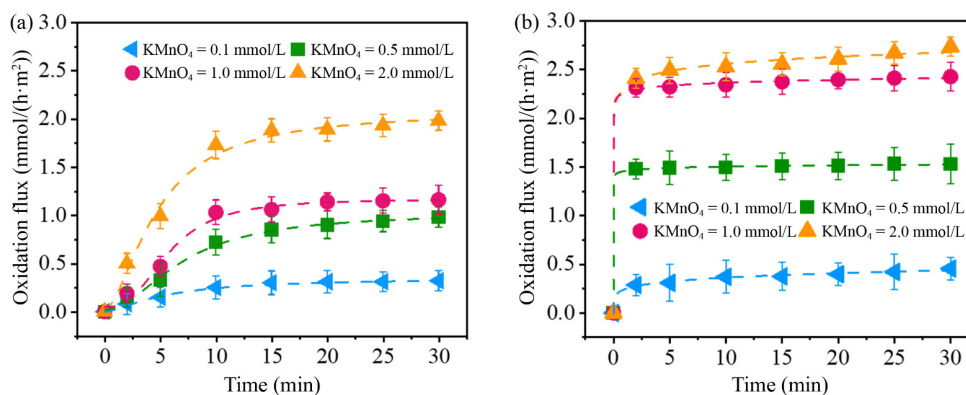 (a)
KMnO₄ = 0.1 mmol/L KMnO₄ = 0.5 mmol/L
KMnO₄ = 1.0 mmol/L KMnO₄ = 2.0 mmol/L
Oxidation flux (mmol/(h·m²))
3.0
2.5
2.0
1.5
1.0
0.5
0.0
0 5 10 15 20 25 30
Time (min)
(b)
Oxidation flux (mmol/(h·m²))
3.0
2.5
2.0
1.5
1.0
0.5
0.0
KMnO₄ = 0.1 mmol/L KMnO₄ = 0.5 mmol/L
KMnO₄ = 1.0 mmol/L KMnO₄ = 2.0 mmol/L
0 5 10 15 20 25 30
Time (min)